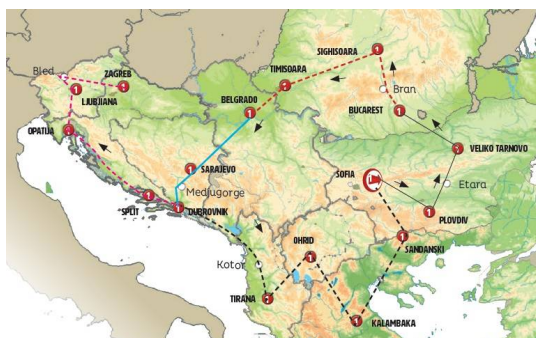 SIGHISOARA
TIMISOARA
Bled
ZAGREB
LJUBLJANA
Bran
BUCAREST
BELGRADO
OPATIJA
VELIKO TARNOVO
SARAJEVO
SOFIA
Etara
Medjugorge
SPLIT
DUBROVNIK
PLOVDIV
OHRID
SANDANSKI
Kotor
TIRANA
KALAMBAKA